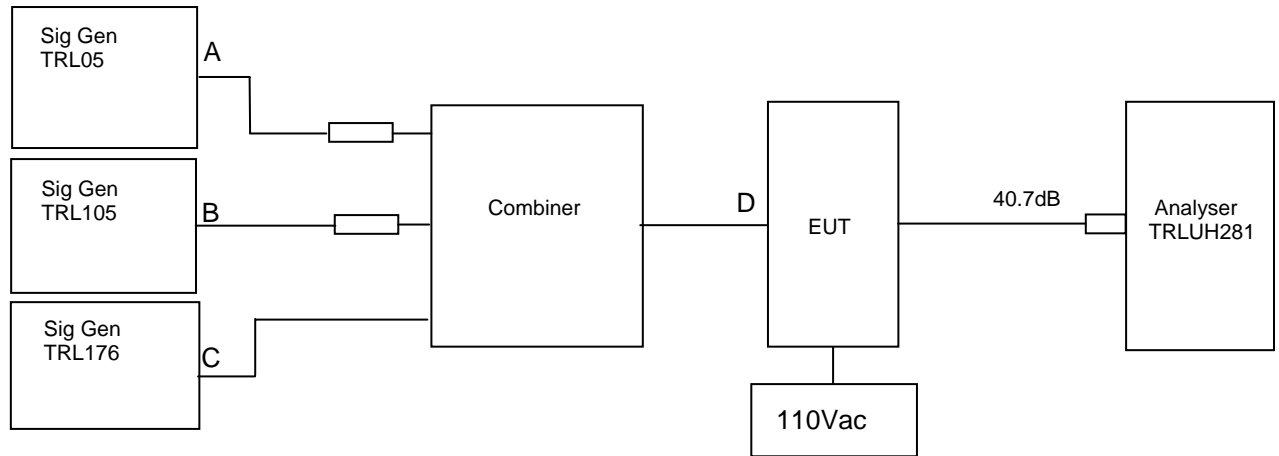 Sig Gen
TRL05
A
Sig Gen
TRL105
B
Sig Gen
TRL176
C
Combiner
D
EUT
110Vac
40.7dB
Analyser
TRLUH281